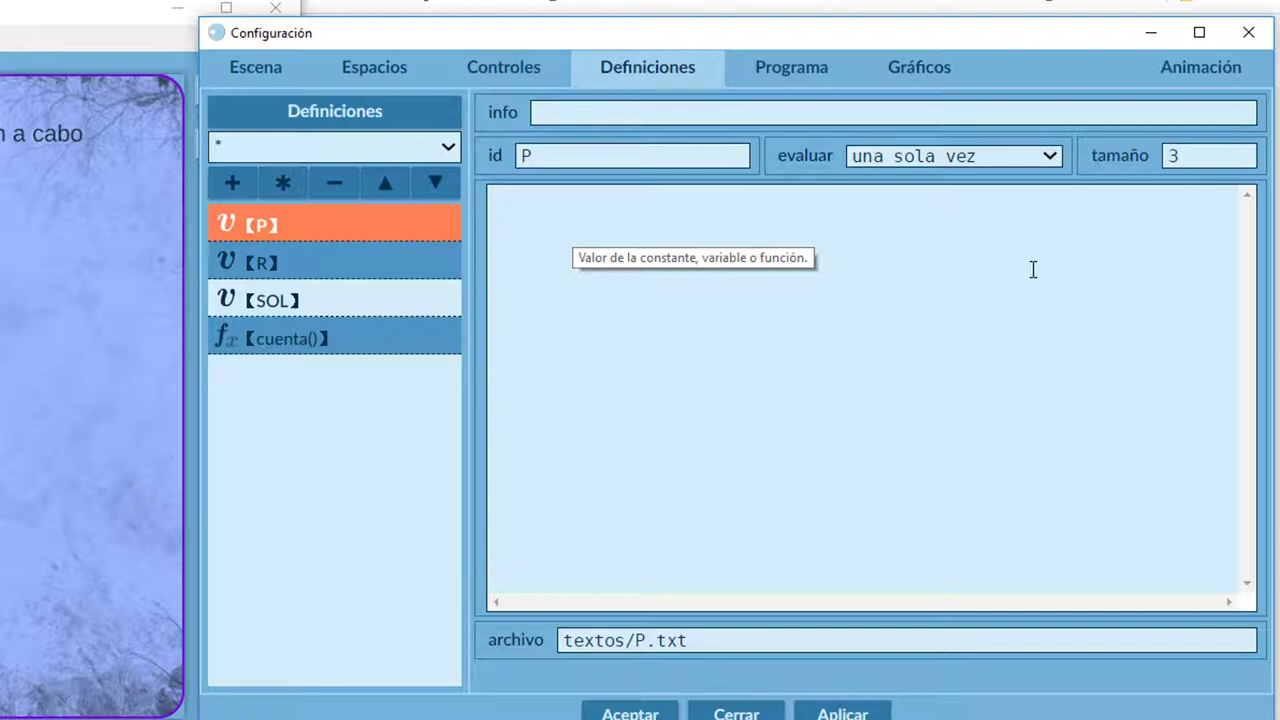 Configuración
Escena Espacios Controles Definiciones Programa Gráficos Animación
n a cabo
Definiciones
*
info
id P evaluar una sola vez tamaño 3
v【P】
v【R】
v【SOL】
fx【cuenta()】
Valor de la constante, variable o función.
archivo textos/P.txt
Aceptar Cerrar Aplicar